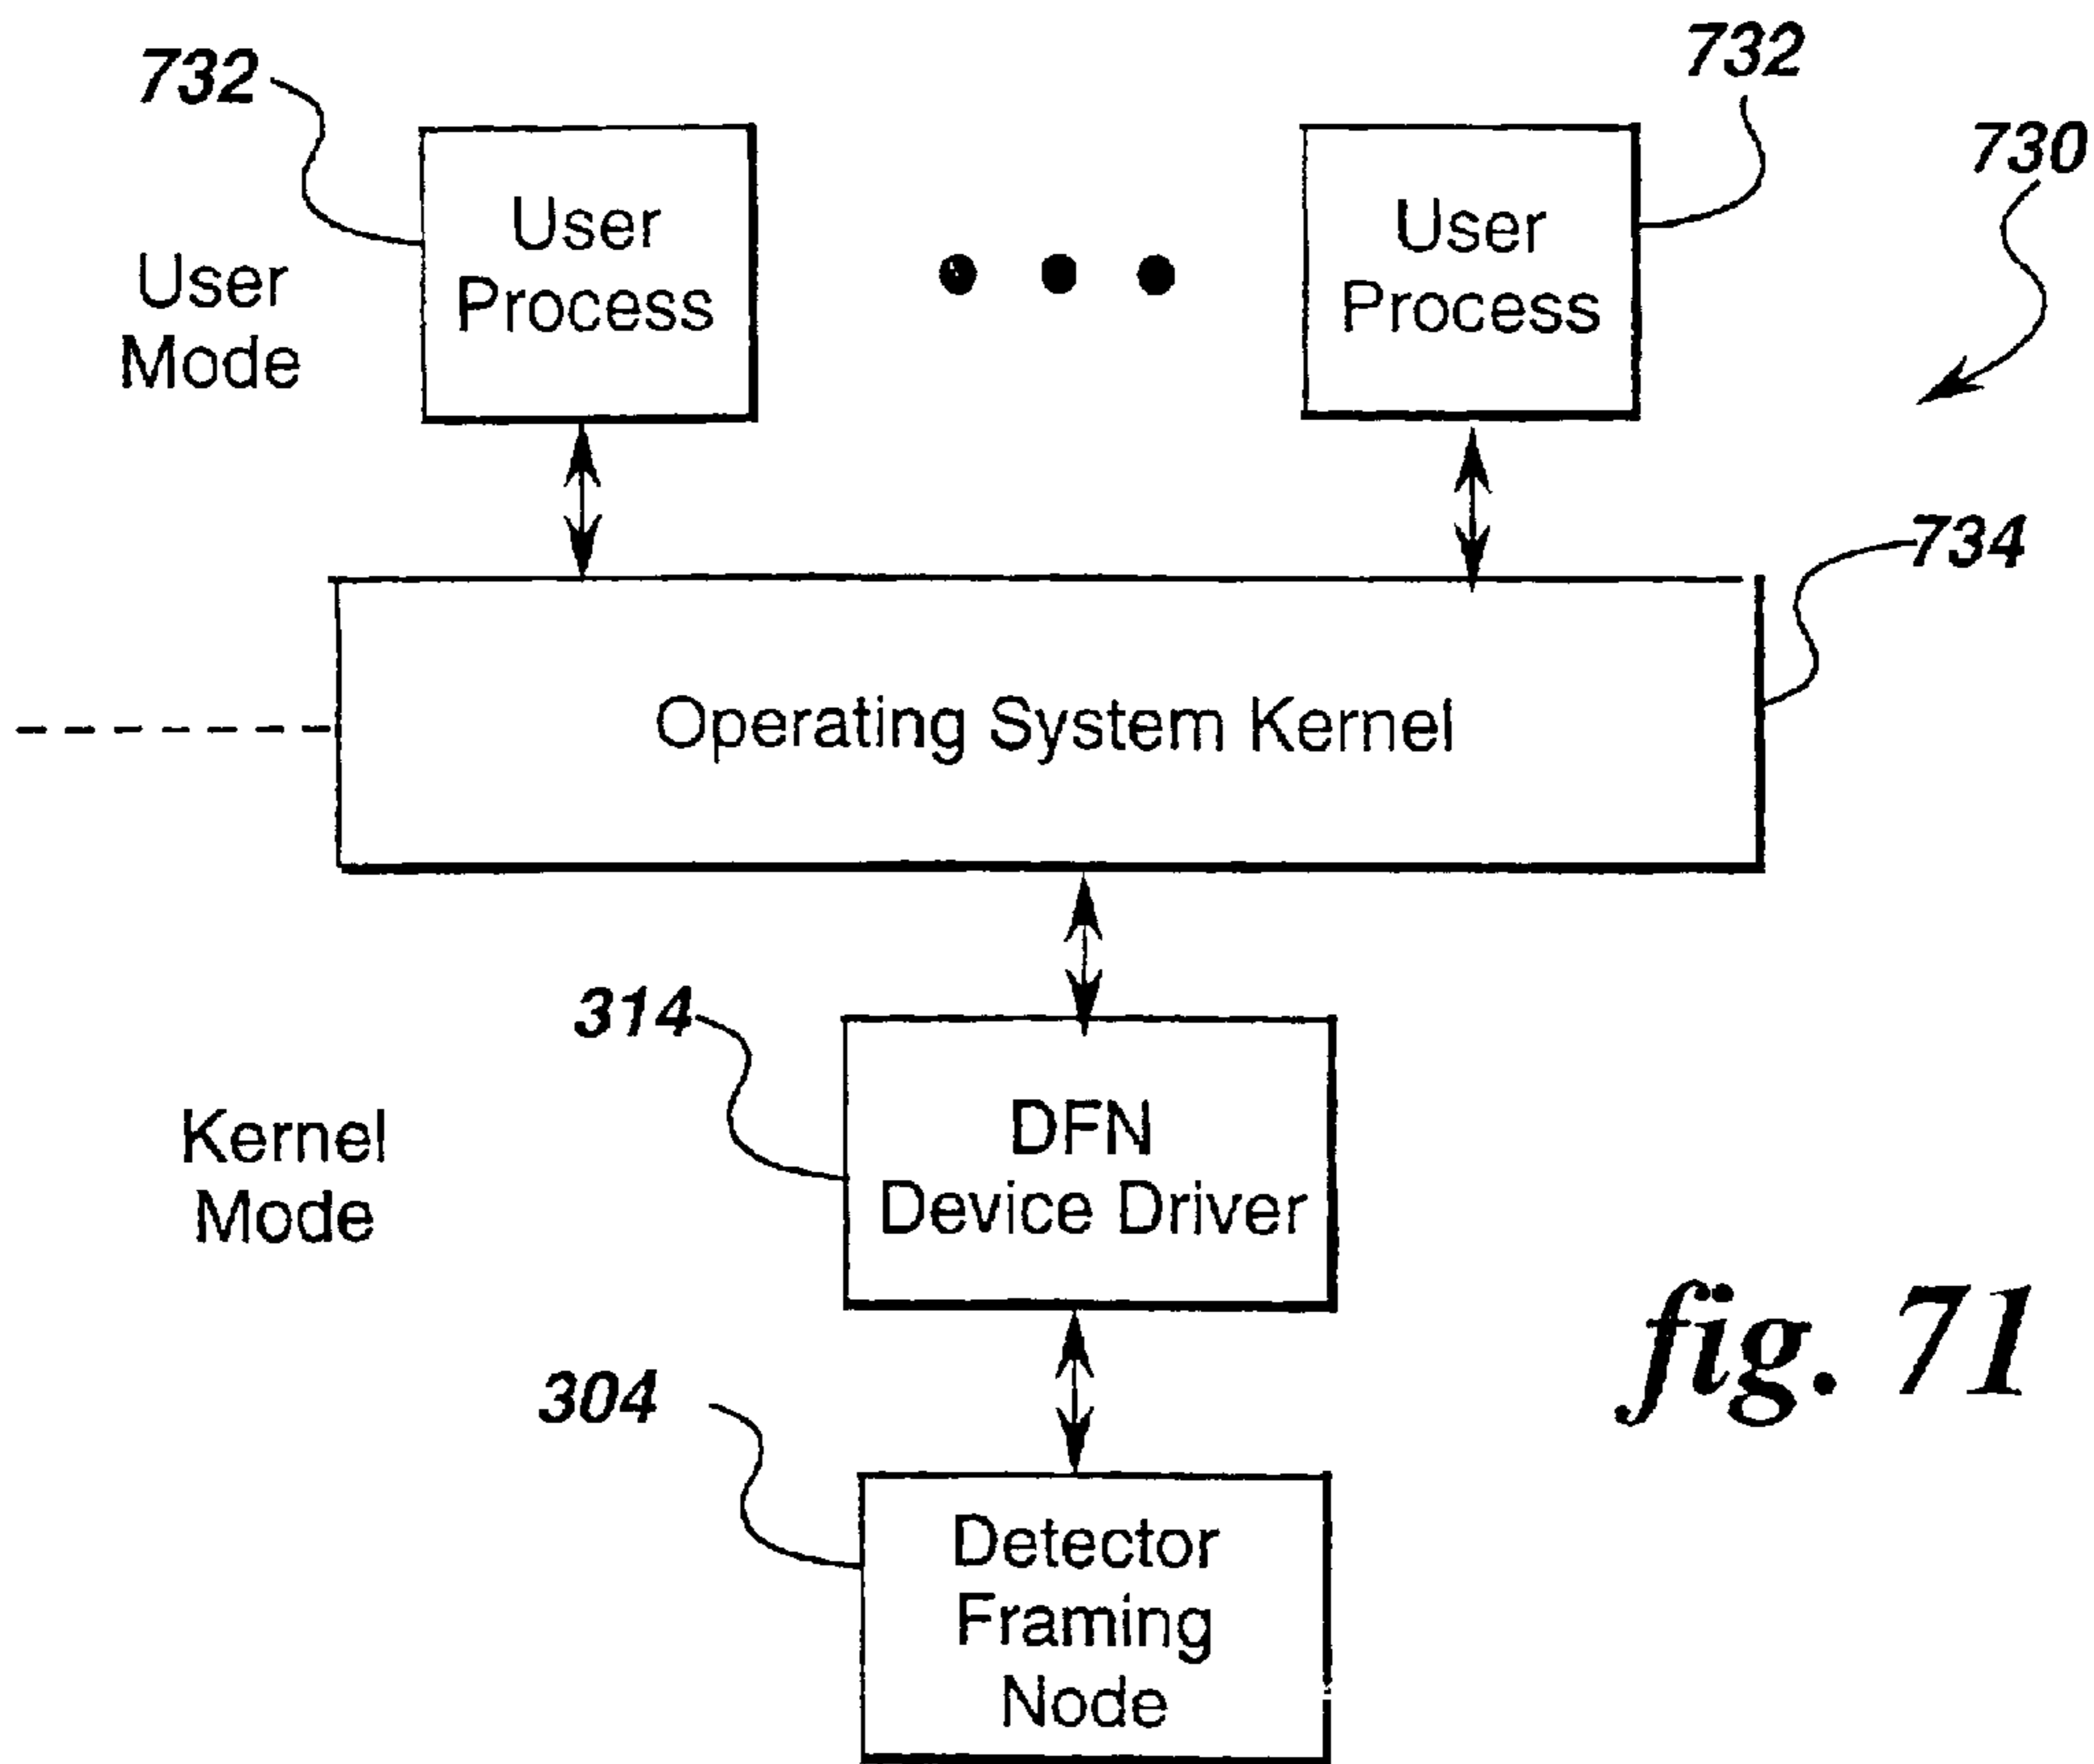 732
732
730
User
Process
User
Process
User
Mode
734
Operating System Kernel
314
DFN
Device Driver
Kernel
Mode
fig. 71
304
Detector
Framing
Node